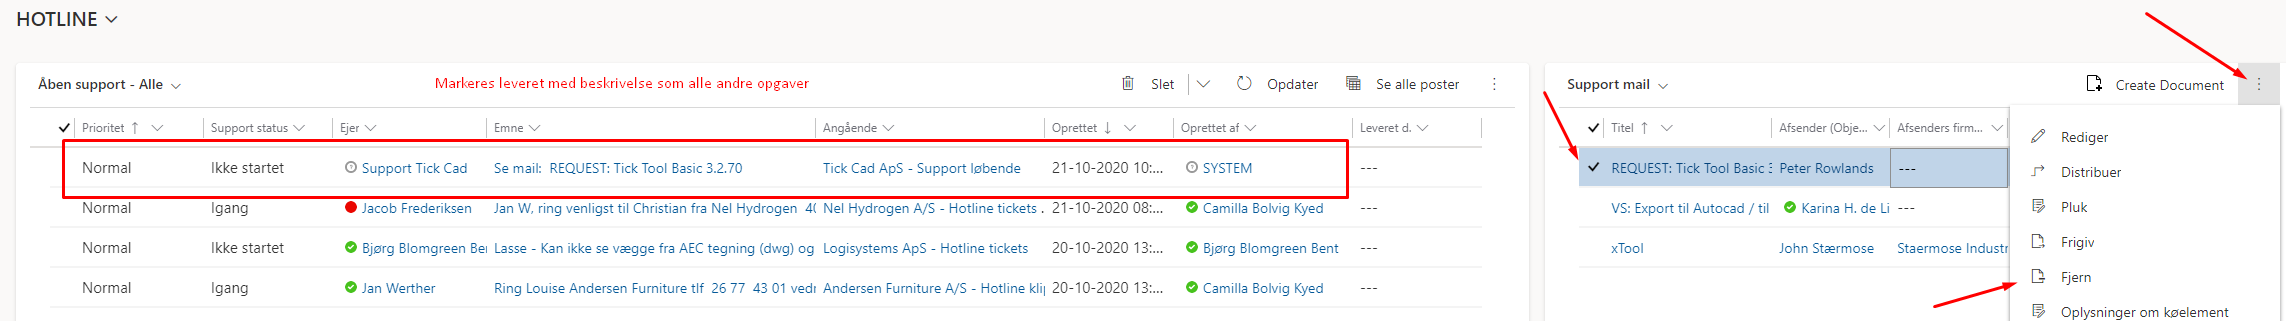 HOTLINE
Åben support - Alle
Markeres leveret med beskrivelse som alle andre opgaver
Slet
Opdater
Se alle poster
Prioritet
Support status
Ejer
Emne
Angående
Oprettet
Oprettet af
Leveret d.
Normal
Ikke startet
Support Tick Cad
Se mail: REQUEST: Tick Tool Basic 3.2.70
Tick Cad ApS - Support løbende
21-10-2020 10:...
SYSTEM
---
Normal
Igang
Jacob Frederiksen
Jan W, ring venligst til Christian fra Nel Hydrogen 40
Nel Hydrogen A/S - Hotline tickets .
21-10-2020 08:...
Camilla Bolvig Kyed
---
Normal
Ikke startet
Bjørg Blomgreen Ben
Lasse - Kan ikke se vægge fra AEC tegning (dwg) og
Logisystems ApS - Hotline tickets
20-10-2020 13:...
Bjørg Blomgreen Bent
---
Normal
Igang
Jan Werther
Ring Louise Andersen Furniture tlf 26 77 43 01 vedr
Andersen Furniture A/S - Hotline klip
20-10-2020 13:...
Camilla Bolvig Kyed
---
Support mail
Create Document
Titel
Afsender (Obje...
Afsenders firm...
REQUEST: Tick Tool Basic 3
Peter Rowlands
---
VS: Export til Autocad / til
Karina H. de Li
---
xTool
John Stærmose
Staermose Industr
Rediger
Distribuer
Pluk
Frigiv
Fjern
Oplysninger om køelement